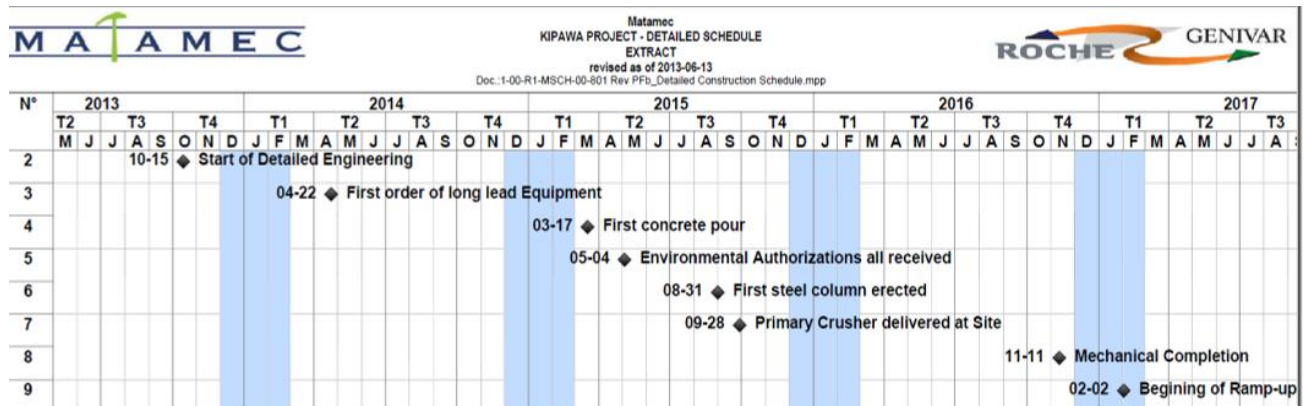 MATAMEC
Matamec
KIPAWA PROJECT - DETAILED SCHEDULE
EXTRACT
revised as of 2013-06-13
Doc.:1-00-R1-MSCH-00-801 Rev PFb_Detailed Construction Schedule.mpp
ROCHE GENIVAR
N° 2013 2014 2015 2016 2017
T2 T3 T4 T1 T2 T3 T4 T1 T2 T3 T4 T1 T2 T3 T4 T1 T2 T3
M J J A S O N D J F M A M J J A S O N D J F M A M J J A S O N D J F M A M J J A S O N D J F M A M J J A
2 10-15 Start of Detailed Engineering
3 04-22 First order of long lead Equipment
4 03-17 First concrete pour
5 05-04 Environmental Authorizations all received
6 08-31 First steel column erected
7 09-28 Primary Crusher delivered at Site
8 11-11 Mechanical Completion
9 02-02 Begining of Ramp-up